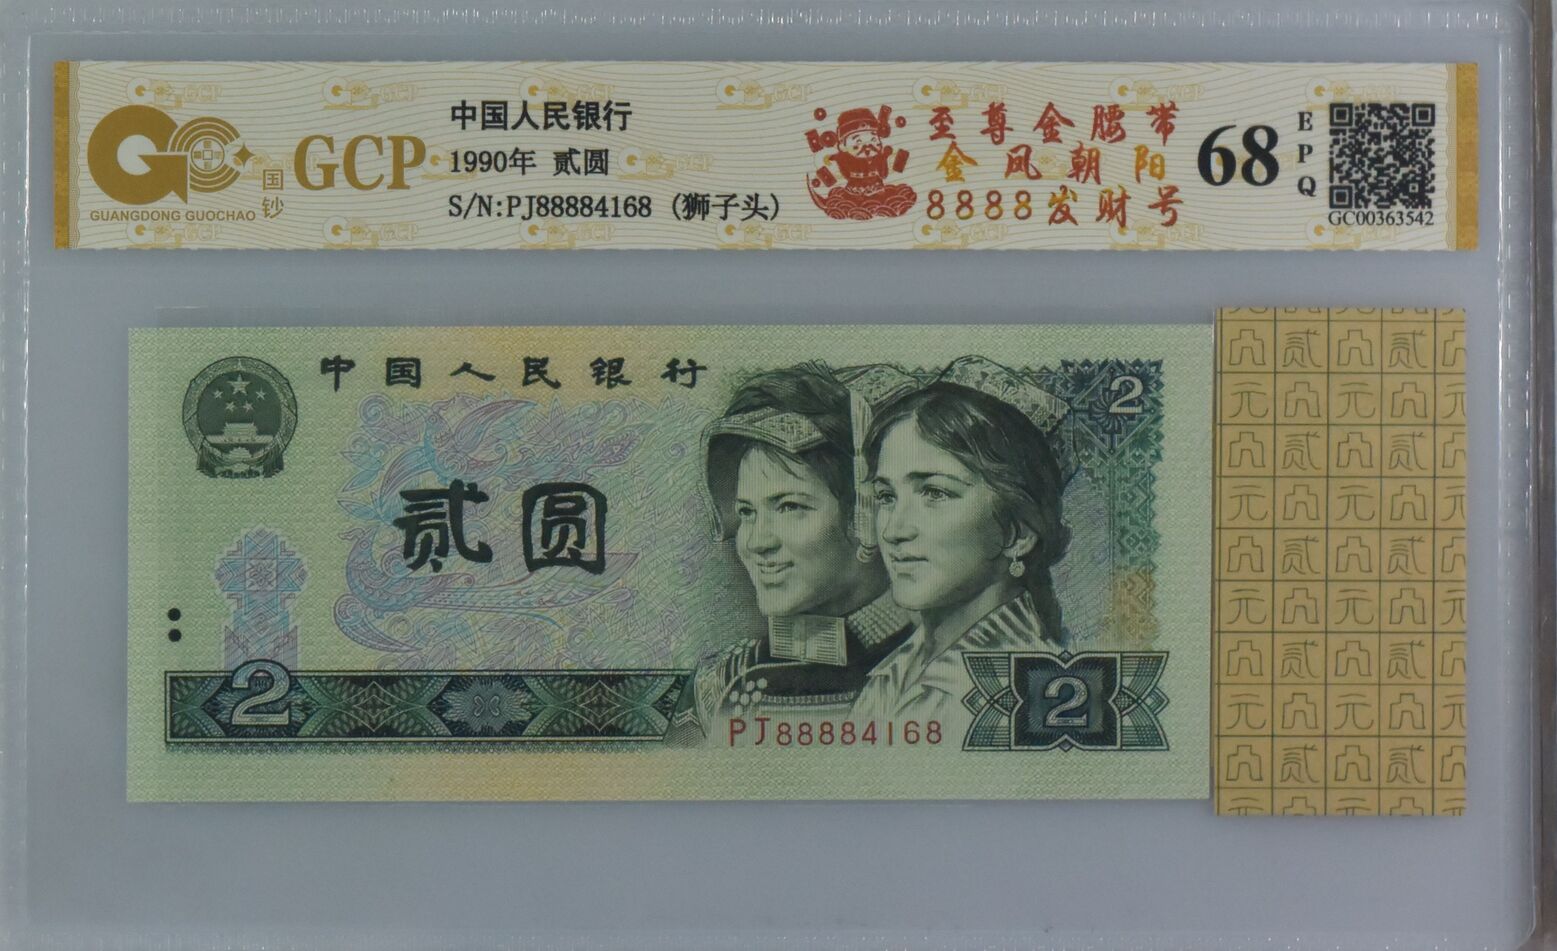 GCP
国钞
GUANGDONG GUOCHAO
中国人民银行
1990年 贰圆
S/N:PJ88884168 (狮子头)
至尊金腰带
金凤朝阳
8888发财号
68
EPQ
GC00363542
中国人民银行
贰圆
2
2
2
PJ88884168